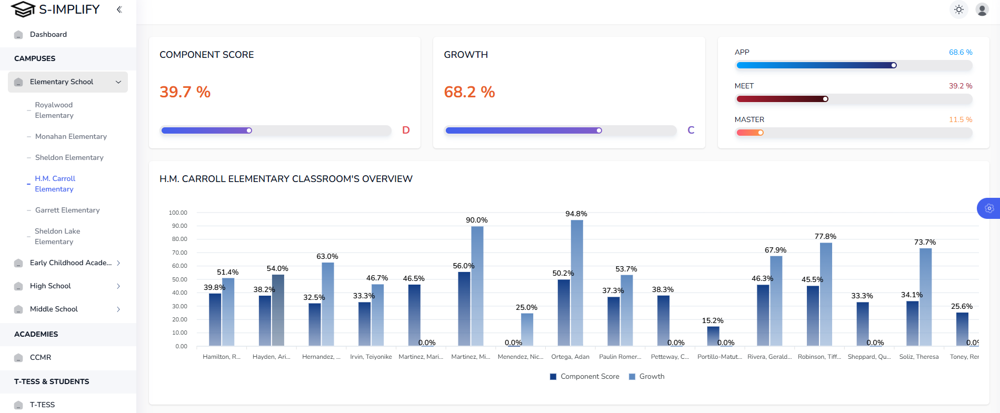 S-IMPLIFY
Dashboard
CAMPUSES
Elementary School
Royalwood
Elementary
Monahan Elementary
Sheldon Elementary
H.M. Carroll
Elementary
Garrett Elementary
Sheldon Lake
Elementary
Early Childhood Acade...
High School
Middle School
ACADEMIES
CCMR
T-TESS & STUDENTS
T-TESS
COMPONENT SCORE
39.7 %
D
GROWTH
68.2 %
C
APP 68.6 %
MEET 39.2 %
MASTER 11.5 %
H.M. CARROLL ELEMENTARY CLASSROOM'S OVERVIEW
100.00
90.00
80.00
70.00
60.00
50.00
40.00
30.00
20.00
10.00
0.00
39.8% 51.4%
38.2% 54.0%
32.5% 63.0%
33.3% 46.7%
46.5% 0.0%
56.0% 90.0%
0.0% 25.0%
50.2% 94.8%
37.3% 53.7%
38.3% 0.0%
15.2% 0.0%
46.3% 67.9%
45.5% 77.8%
33.3% 0.0%
34.1% 73.7%
25.6% 0.0%
Hamilton, R... Hayden, Ari... Hernandez, ... Irvin, Teiyonike Martinez, Mari... Martinez, Mi... Menendez, Nic... Ortega, Adan Paulin Romer... Petteway, C... Portillo-Matut... Rivera, Gerald... Robinson, Tiff... Sheppard, Qu... Soliz, Theresa Toney, Rer
Component Score Growth